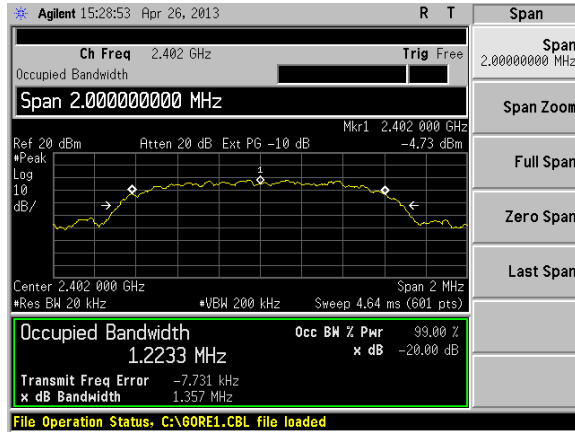 Agilent 15:28:53 Apr 26, 2013 R T Span
Ch Freq 2.402 GHz Trig Free
Occupied Bandwidth
Span 2.000000000 MHz
Span
2.00000000 MHz
Span Zoom
Full Span
Zero Span
Last Span
Mkr1 2.402 000 GHz
Ref 20 dBm Atten 20 dB Ext PG -10 dB -4.73 dBm
#Peak
Log
10
dB/
1
Center 2.402 000 GHz Span 2 MHz
#Res BW 20 kHz #VBW 200 kHz Sweep 4.64 ms (601 pts)
Occupied Bandwidth Occ BW % Pwr 99.00 %
1.2233 MHz x dB -20.00 dB
Transmit Freq Error -7.731 kHz
x dB Bandwidth 1.357 MHz
File Operation Status, C:\GORE1.CBL file loaded